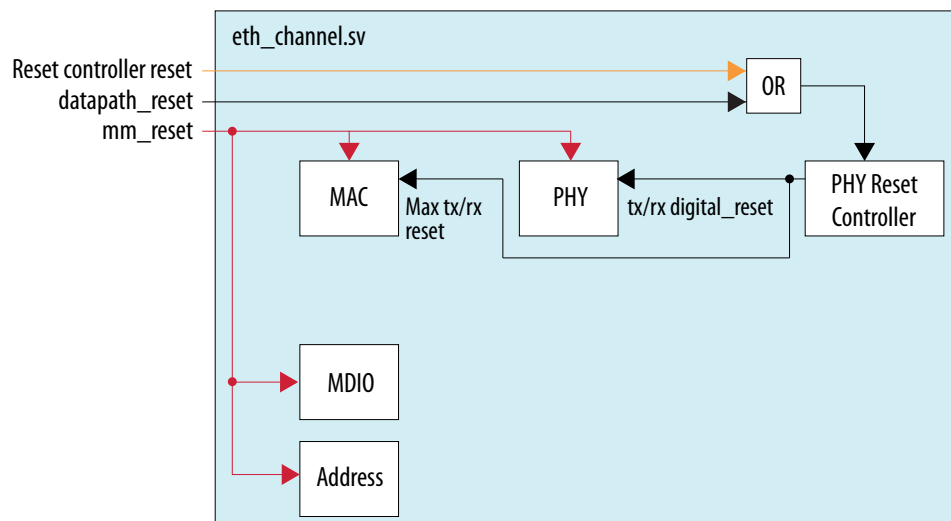 eth_channel.sv
Reset controller reset
OR
datapath_reset
mm_reset
MAC
Max tx/rx
reset
PHY
tx/rx digital_reset
PHY Reset
Controller
MDIO
Address